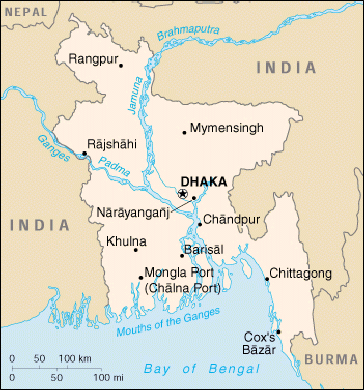 NEPAL
Brahmaputra
Rangpur
INDIA
Jamuna
Mymensingh
Rājshāhi
Ganges
Padma
DHAKA
Nārāyanganj
Chāndpur
INDIA
Khulna
Barisāl
Mongla Port
(Chālna Port)
Chittagong
Mouths of the Ganges
BURMA
Cox's
Bāzār
0 50 100 km
0 50 100 mi
Bay of Bengal